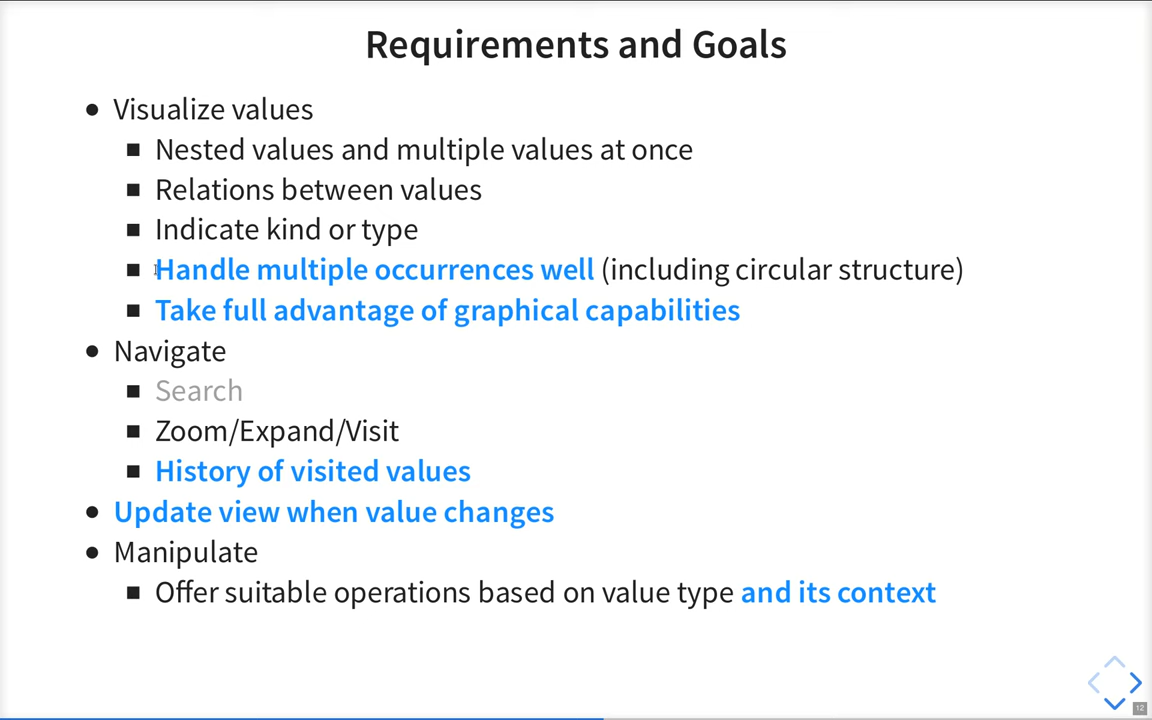 Requirements and Goals
Visualize values
Nested values and multiple values at once
Relations between values
Indicate kind or type
Handle multiple occurrences well (including circular structure)
Take full advantage of graphical capabilities
Navigate
Search
Zoom/Expand/Visit
History of visited values
Update view when value changes
Manipulate
Offer suitable operations based on value type and its context
12